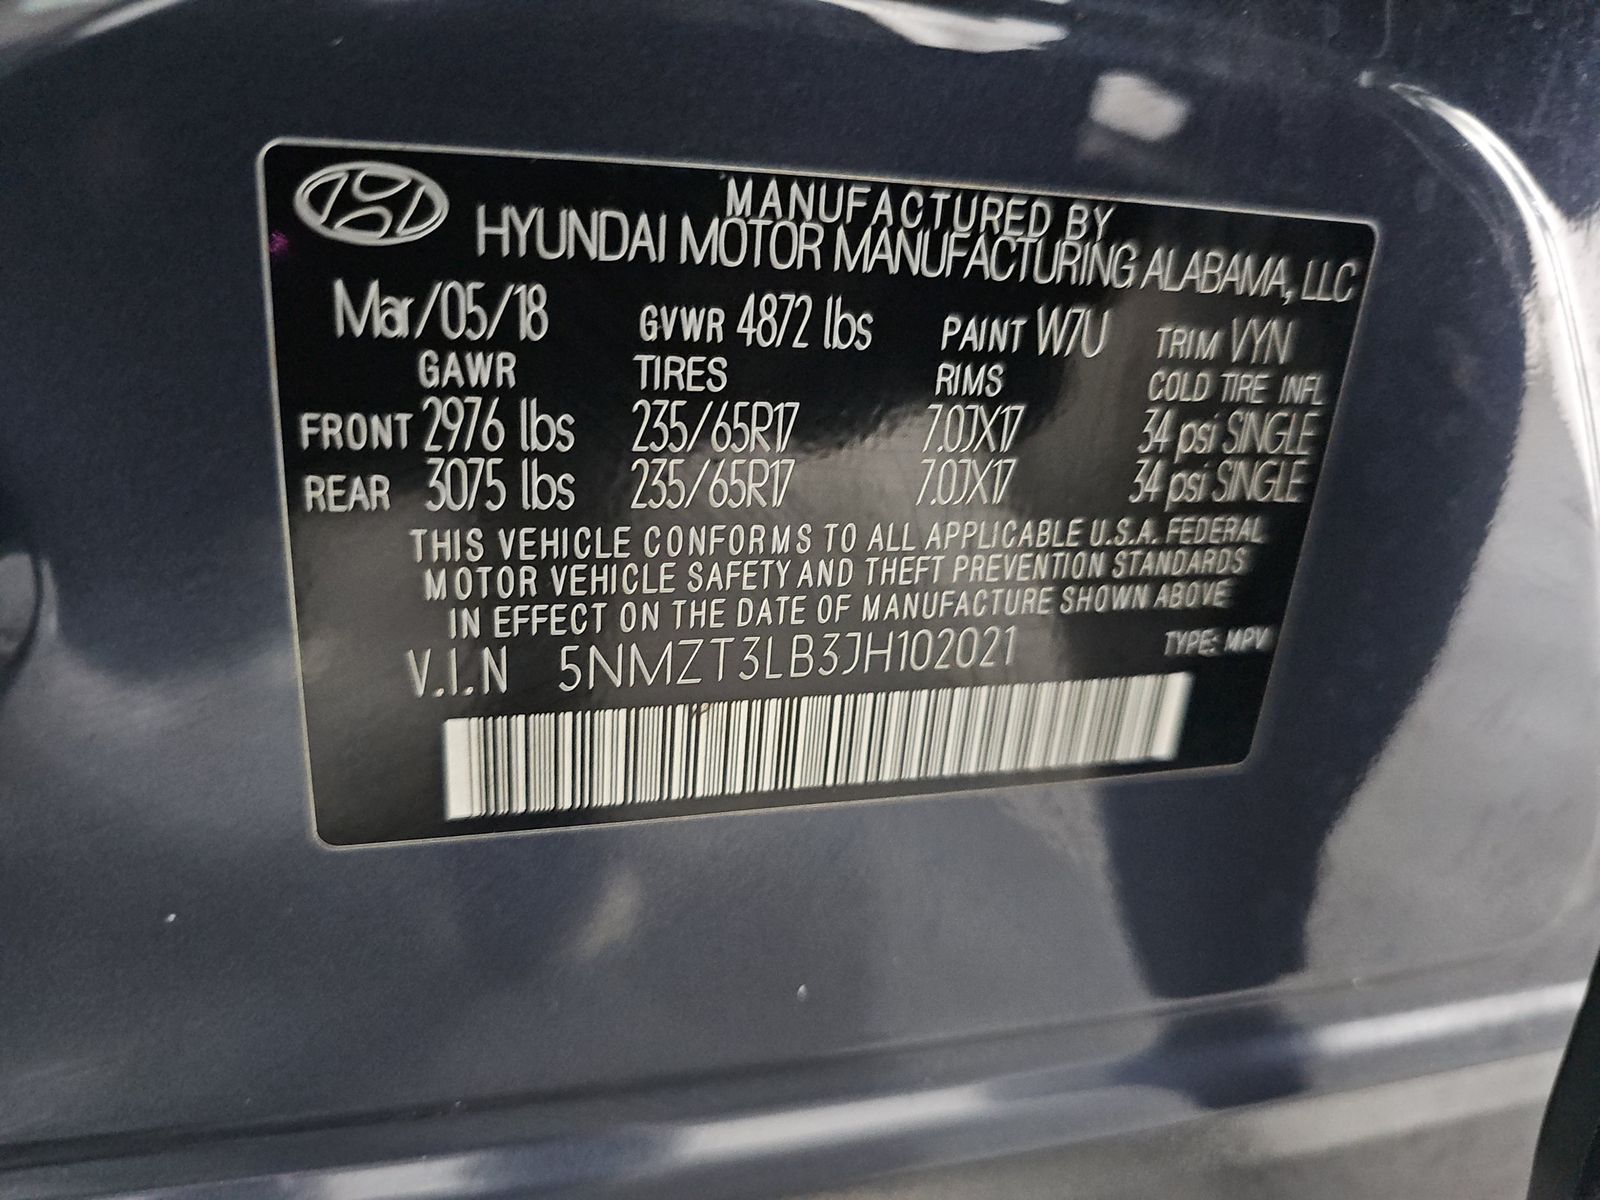 MANUFACTURED BY
HYUNDAI MOTOR MANUFACTURING ALABAMA, LLC
Mar/05/18 GVWR 4872 lbs PAINT W7U TRIM VYN
GAWR TIRES RIMS COLD TIRE INFL
FRONT 2976 lbs 235/65R17 7.0JX17 34 psi SINGLE
REAR 3075 lbs 235/65R17 7.0JX17 34 psi SINGLE
THIS VEHICLE CONFORMS TO ALL APPLICABLE U.S.A. FEDERAL
MOTOR VEHICLE SAFETY AND THEFT PREVENTION STANDARDS
IN EFFECT ON THE DATE OF MANUFACTURE SHOWN ABOVE
V.I.N 5NMZT3LB3JH102021 TYPE: MPV